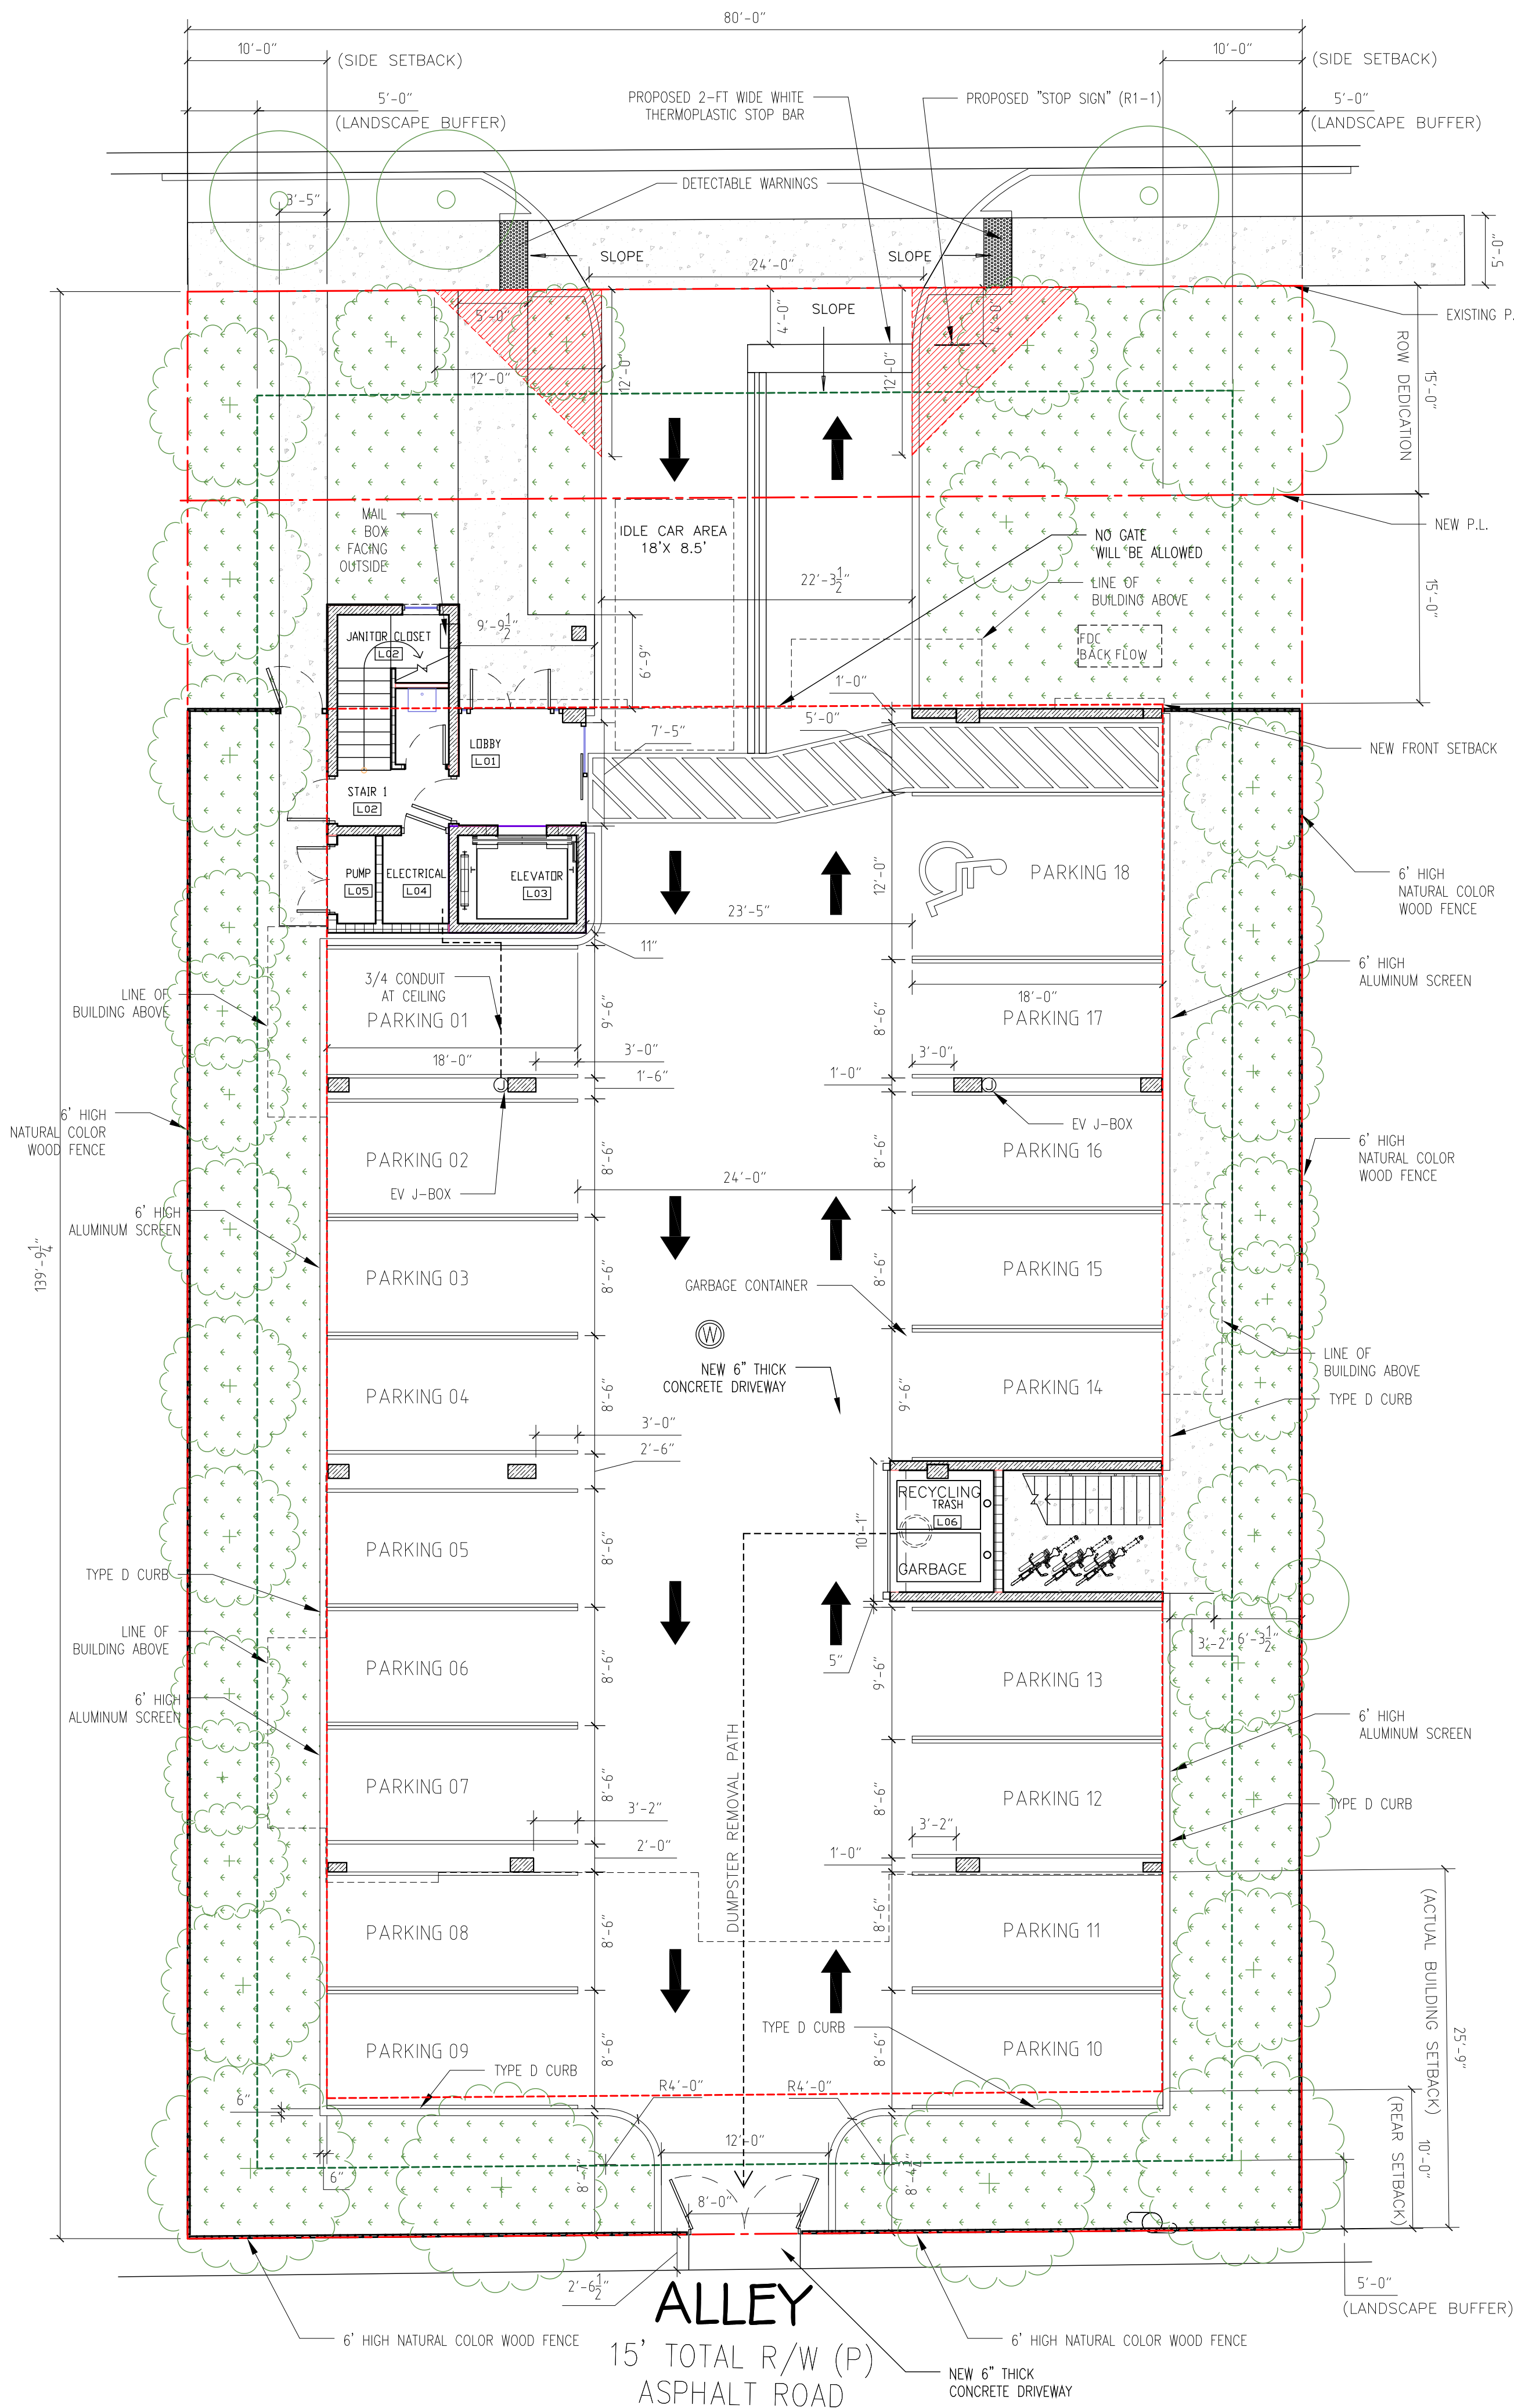 80'-0"
10'-0"
(SIDE SETBACK)
10'-0"
(SIDE SETBACK)
5'-0"
(LANDSCAPE BUFFER)
PROPOSED 2-FT WIDE WHITE
THERMOPLASTIC STOP BAR
PROPOSED "STOP SIGN" (R1-1)
5'-0"
(LANDSCAPE BUFFER)
DETECTABLE WARNINGS
3'-5"
SLOPE
SLOPE
24'-0"
5'-0"
5'-0"
4'-0"
SLOPE
4'-0"
EXISTING P.
12'-0"
12'-0"
12'-0"
ROW DEDICATION
15'-0"
MAIL
BOX
FACING
OUTSIDE
IDLE CAR AREA
18'X 8.5'
NO GATE
WILL BE ALLOWED
NEW P.L.
22'-3 1/2"
LINE OF
BUILDING ABOVE
15'-0"
JANITOR CLOSET
L02
9'-9 1/2"
6'-9"
FDC
BACK FLOW
1'-0"
5'-0"
7'-5"
LOBBY
L01
NEW FRONT SETBACK
STAIR 1
L02
PUMP
L05
ELECTRICAL
L04
ELEVATOR
L03
12'-0"
PARKING 18
6' HIGH
NATURAL COLOR
WOOD FENCE
23'-5"
11"
3/4 CONDUIT
AT CEILING
LINE OF
BUILDING ABOVE
PARKING 01
9'-6"
18'-0"
3'-0"
1'-6"
18'-0"
8'-6"
PARKING 17
3'-0"
1'-0"
6' HIGH
ALUMINUM SCREEN
6' HIGH
NATURAL COLOR
WOOD FENCE
PARKING 02
8'-6"
EV J-BOX
EV J-BOX
8'-6"
PARKING 16
6' HIGH
NATURAL COLOR
WOOD FENCE
24'-0"
6' HIGH
ALUMINUM SCREEN
139'-9 1/4"
PARKING 03
8'-6"
GARBAGE CONTAINER
8'-6"
PARKING 15
W
LINE OF
BUILDING ABOVE
NEW 6" THICK
CONCRETE DRIVEWAY
PARKING 04
8'-6"
9'-6"
PARKING 14
TYPE D CURB
3'-0"
2'-6"
RECYCLING
TRASH
L06
GARBAGE
10'-1"
PARKING 05
8'-6"
TYPE D CURB
LINE OF
BUILDING ABOVE
PARKING 06
8'-6"
5"
9'-6"
PARKING 13
3'-2"
6'-3 1/2"
6' HIGH
ALUMINUM SCREEN
DUMPSTER REMOVAL PATH
6' HIGH
ALUMINUM SCREEN
PARKING 07
8'-6"
3'-2"
2'-0"
8'-6"
PARKING 12
3'-2"
1'-0"
TYPE D CURB
PARKING 08
8'-6"
8'-6"
PARKING 11
(ACTUAL BUILDING SETBACK)
25'-9"
PARKING 09
8'-6"
TYPE D CURB
TYPE D CURB
8'-6"
PARKING 10
R4'-0"
R4'-0"
6"
6"
12'-0"
8'-7"
8'-4 3/4"
(REAR SETBACK)
10'-0"
8'-0"
2'-6 1/2"
5'-0"
(LANDSCAPE BUFFER)
ALLEY
15' TOTAL R/W (P)
ASPHALT ROAD
6' HIGH NATURAL COLOR WOOD FENCE
6' HIGH NATURAL COLOR WOOD FENCE
NEW 6" THICK
CONCRETE DRIVEWAY